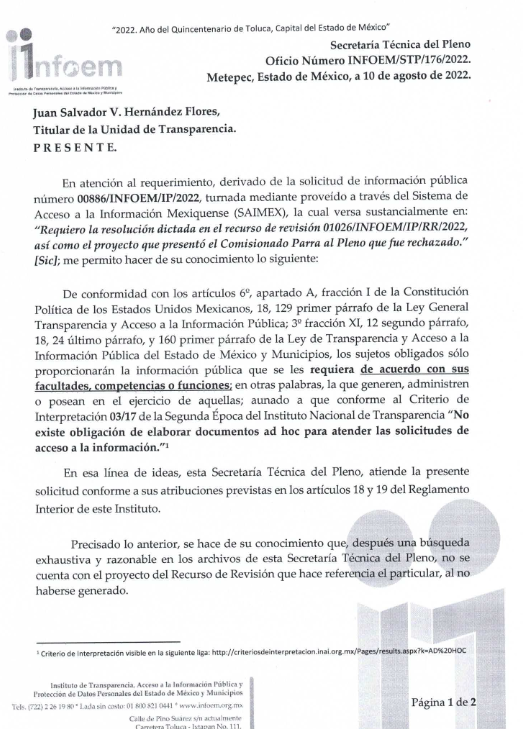 "2022. Año del Quincentenario de Toluca, Capital del Estado de México"
infoem
Instituto de Transparencia, Acceso a la Información Pública y
Protección de Datos Personales del Estado de México y Municipios
Secretaría Técnica del Pleno
Oficio Número INFOEM/STP/176/2022.
Metepec, Estado de México, a 10 de agosto de 2022.
Juan Salvador V. Hernández Flores,
Titular de la Unidad de Transparencia.
P R E S E N T E.
En atención al requerimiento, derivado de la solicitud de información pública
número 00886/INFOEM/IP/2022, turnada mediante proveído a través del Sistema de
Acceso a la Información Mexiquense (SAIMEX), la cual versa sustancialmente en:
"Requiero la resolución dictada en el recurso de revisión 01026/INFOEM/IP/RR/2022,
así como el proyecto que presentó el Comisionado Parra al Pleno que fue rechazado."
[Sic]; me permito hacer de su conocimiento lo siguiente:
De conformidad con los artículos 6º, apartado A, fracción I de la Constitución
Política de los Estados Unidos Mexicanos, 18, 129 primer párrafo de la Ley General
Transparencia y Acceso a la Información Pública; 3º fracción XI, 12 segundo párrafo,
18, 24 último párrafo, y 160 primer párrafo de la Ley de Transparencia y Acceso a la
Información Pública del Estado de México y Municipios, los sujetos obligados sólo
proporcionarán la información pública que se les requiera de acuerdo con sus
facultades, competencias o funciones; en otras palabras, la que generen, administren
o posean en el ejercicio de aquellas; aunado a que conforme al Criterio de
Interpretación 03/17 de la Segunda Época del Instituto Nacional de Transparencia "No
existe obligación de elaborar documentos ad hoc para atender las solicitudes de
acceso a la información."¹
En esa línea de ideas, esta Secretaría Técnica del Pleno, atiende la presente
solicitud conforme a sus atribuciones previstas en los artículos 18 y 19 del Reglamento
Interior de este Instituto.
Precisado lo anterior, se hace de su conocimiento que, después una búsqueda
exhaustiva y razonable en los archivos de esta Secretaría Técnica del Pleno, no se
cuenta con el proyecto del Recurso de Revisión que hace referencia el particular, al no
haberse generado.
¹ Criterio de Interpretación visible en la siguiente liga: http://criteriosdeinterpretacion.inai.org.mx/Pages/results.aspx?k=AD%20HOC
Instituto de Transparencia, Acceso a la Información Pública y
Protección de Datos Personales del Estado de México y Municipios
Tels. (722) 2 26 19 80 * Lada sin costo: 01 800 821 0441 * www.infoem.org.mx
Calle de Pino Suárez s/n actualmente
Carretera Toluca - Ixtapan No. 111,
Página 1 de 2